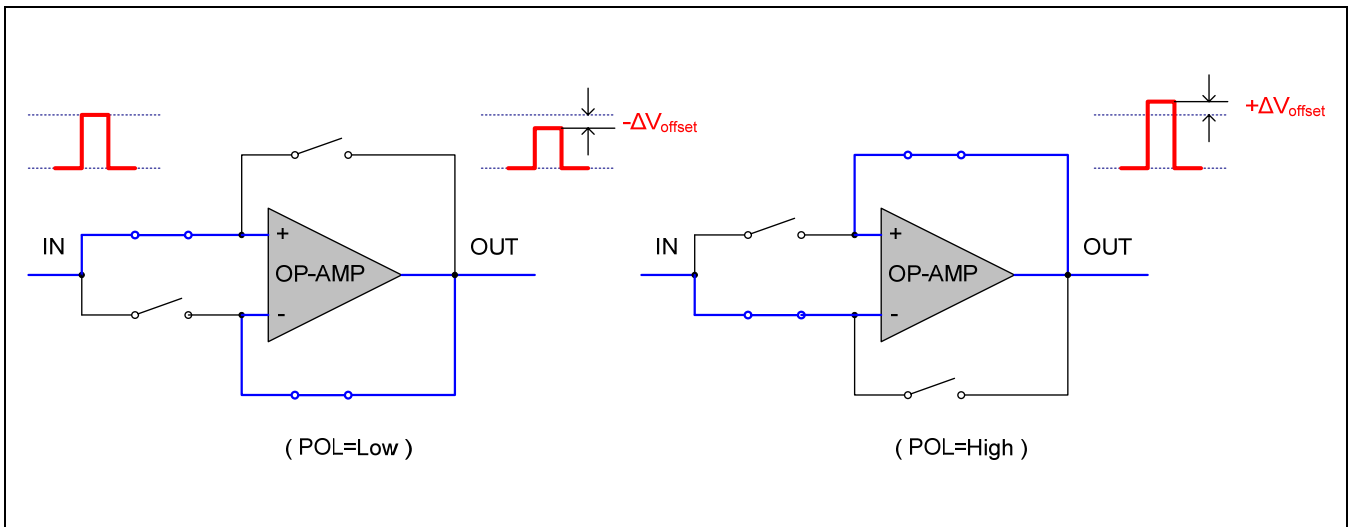 -ΔVoffset
+ΔVoffset
IN
+
-
OP-AMP
OUT
IN
+
-
OP-AMP
OUT
( POL=Low )
( POL=High )